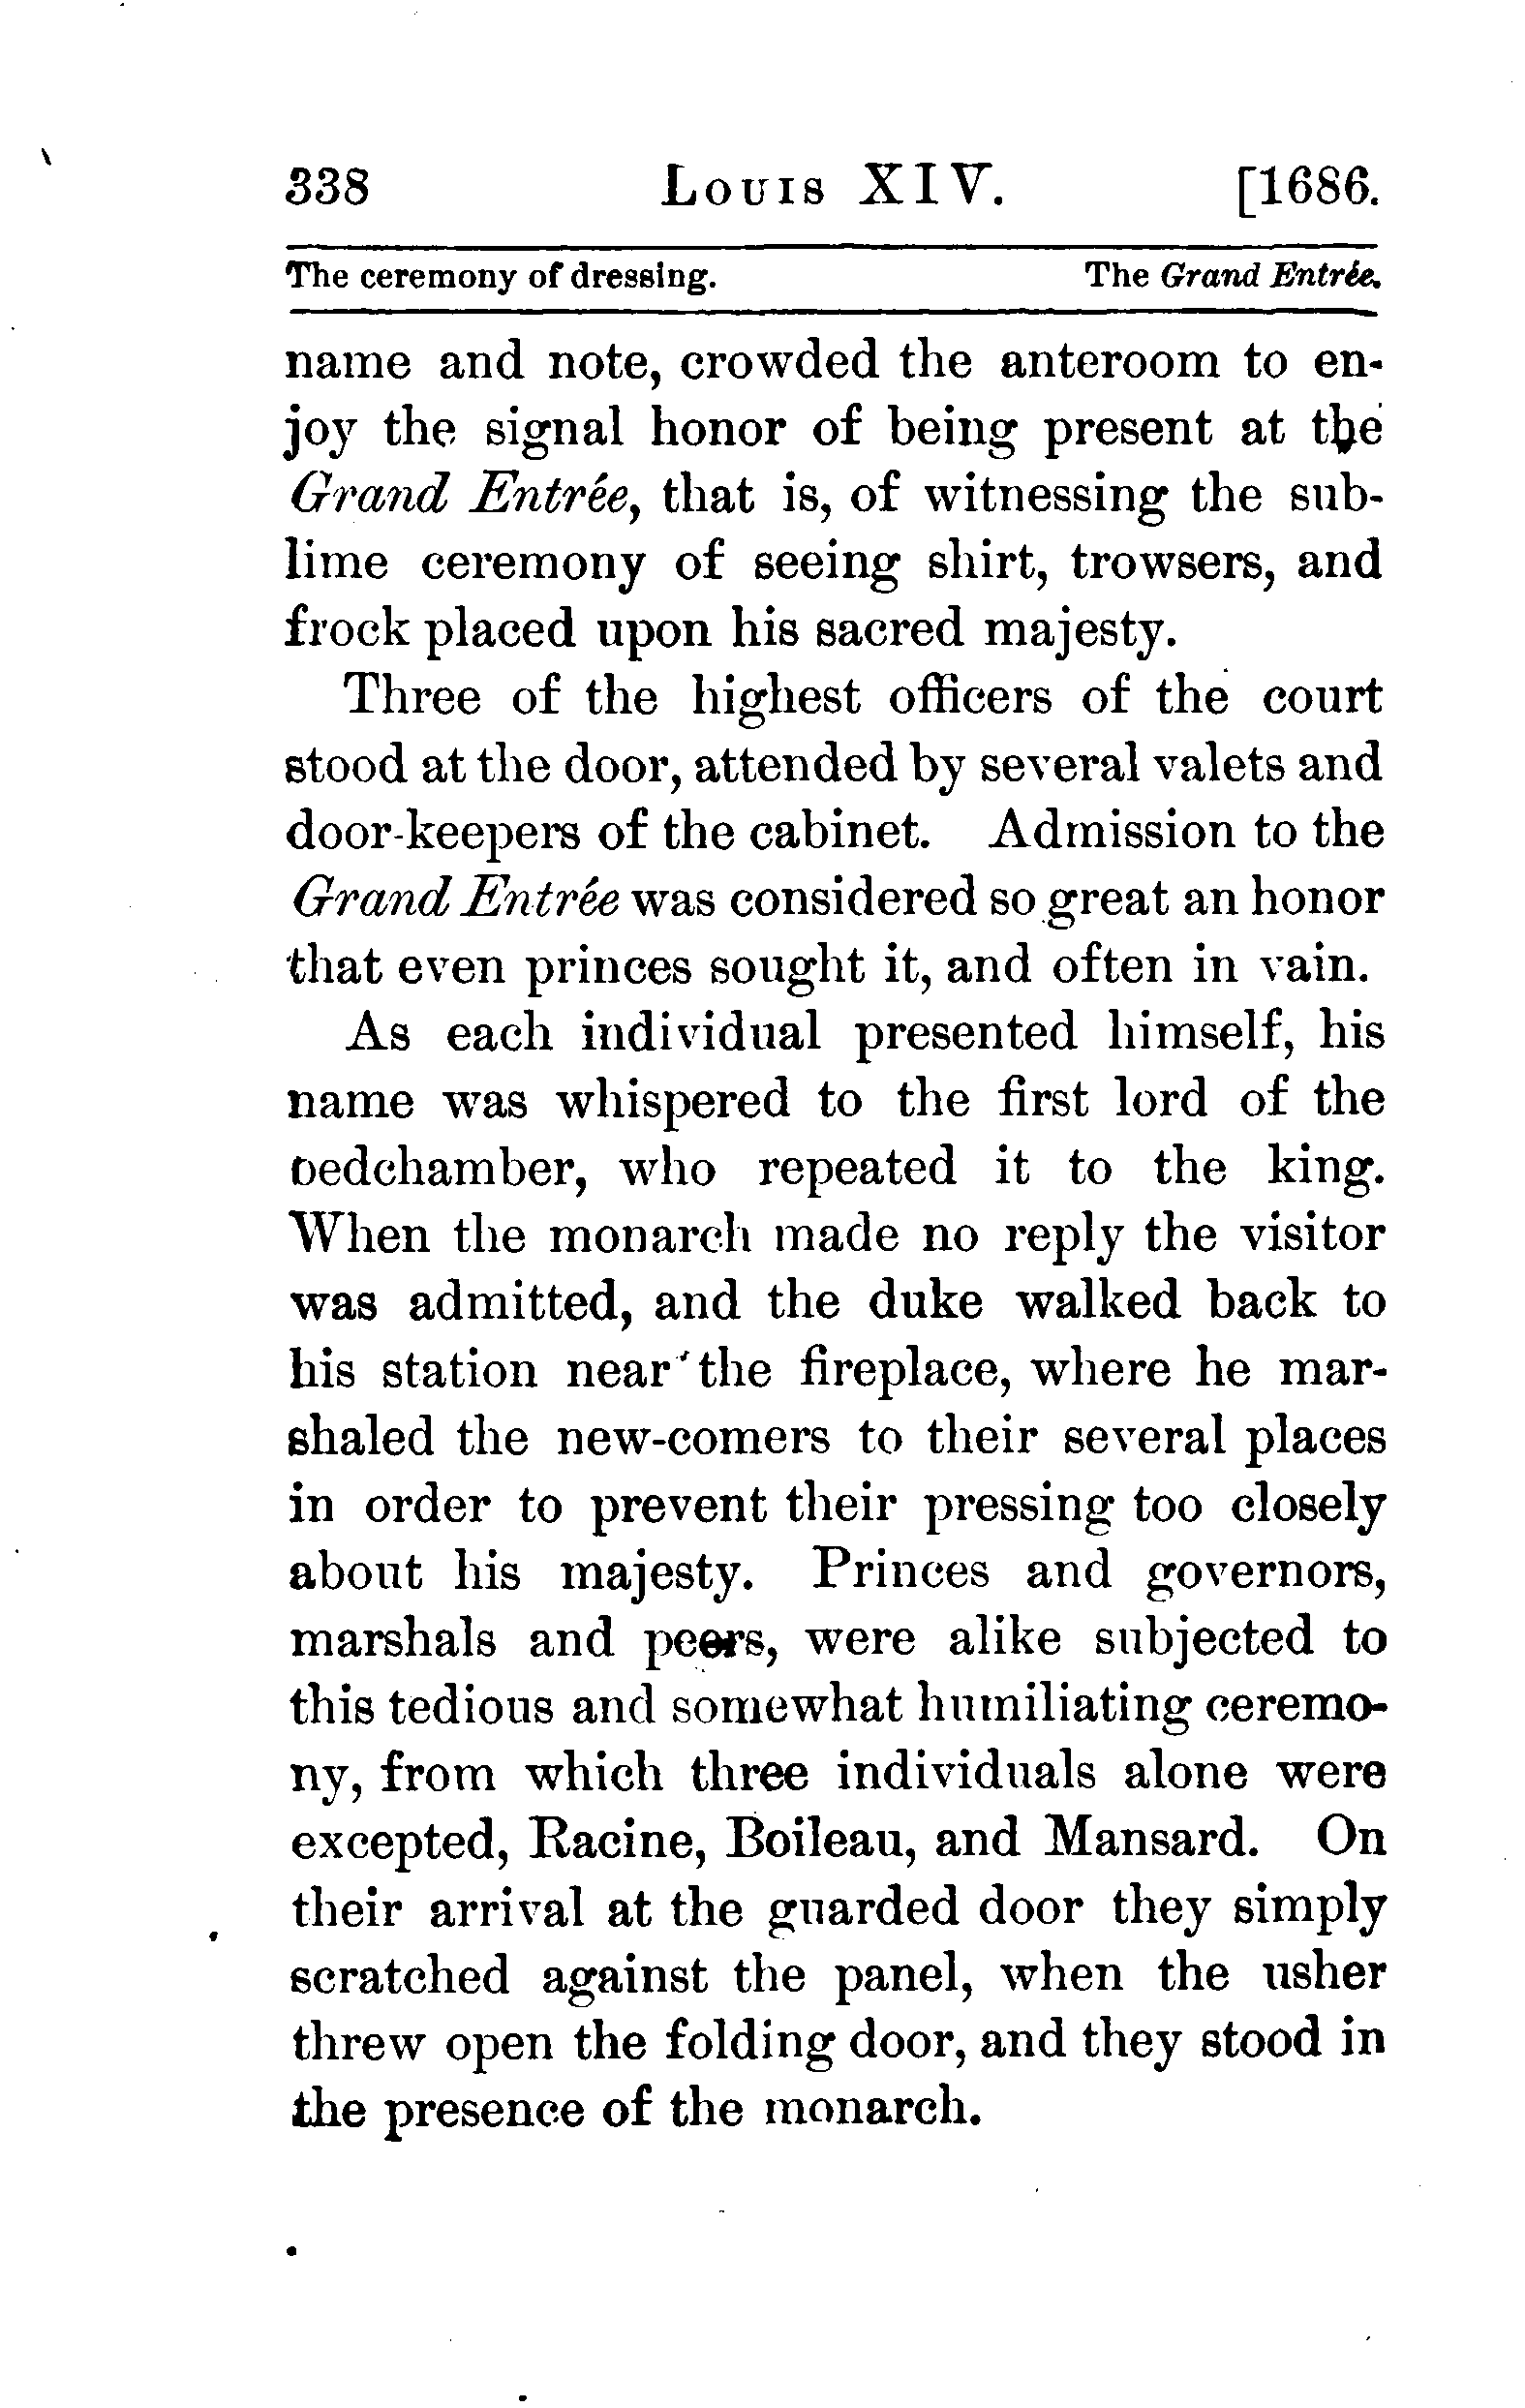 338 Louis XIV. [1686.
The ceremony of dressing. The Grand Entrée.
name and note, crowded the anteroom to en-
joy the signal honor of being present at the
Grand Entrée, that is, of witnessing the sub-
lime ceremony of seeing shirt, trowsers, and
frock placed upon his sacred majesty.
Three of the highest officers of the court
stood at the door, attended by several valets and
door-keepers of the cabinet. Admission to the
Grand Entrée was considered so great an honor
that even princes sought it, and often in vain.
As each individual presented himself, his
name was whispered to the first lord of the
bedchamber, who repeated it to the king.
When the monarch made no reply the visitor
was admitted, and the duke walked back to
his station near the fireplace, where he mar-
shaled the new-comers to their several places
in order to prevent their pressing too closely
about his majesty. Princes and governors,
marshals and peers, were alike subjected to
this tedious and somewhat humiliating ceremo-
ny, from which three individuals alone were
excepted, Racine, Boileau, and Mansard. On
their arrival at the guarded door they simply
scratched against the panel, when the usher
threw open the folding door, and they stood in
the presence of the monarch.